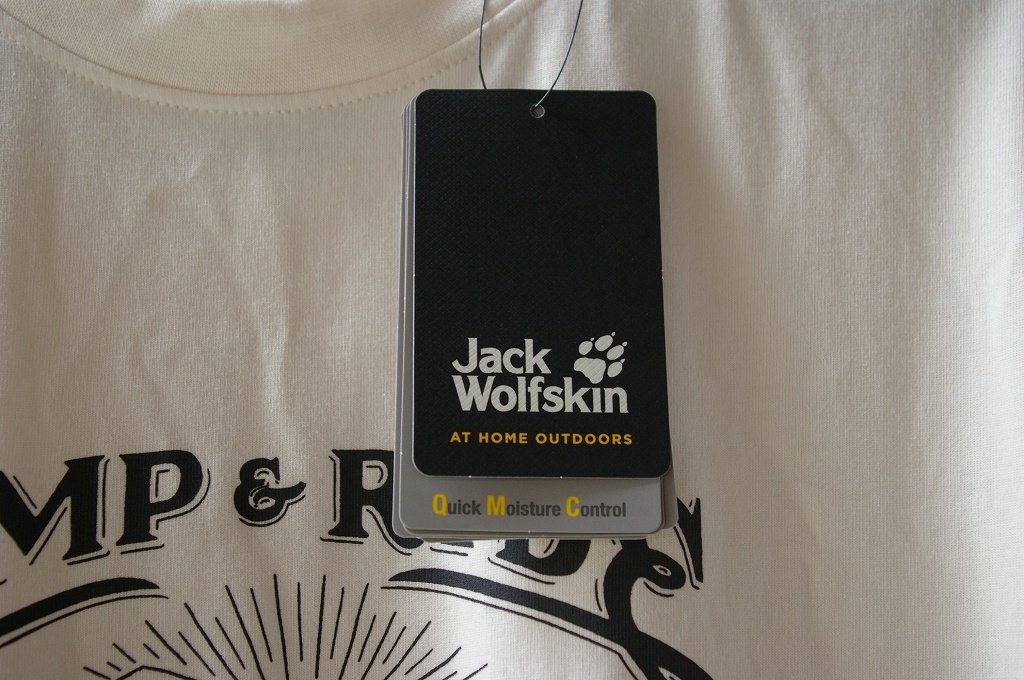 Jack
Wolfskin
AT HOME OUTDOORS
Quick Moisture Control
MP &